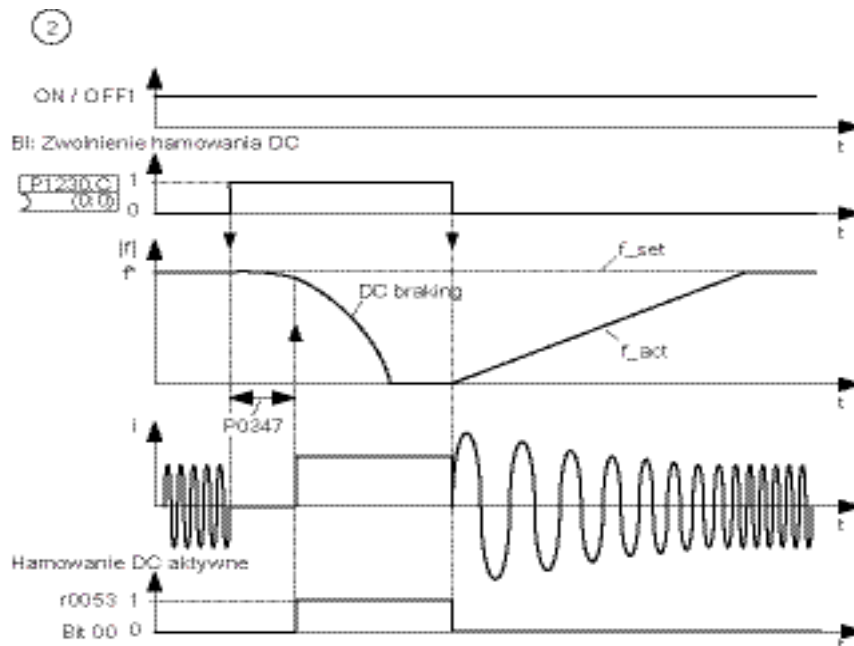 2
ON / OFF1
t
BI: Zwolnienie hamowania DC
P1230.C
(0:0)
1
0
t
|f|
f*
f_set
DC braking
f_act
t
P0347
i
t
Hamowanie DC aktywne
r0053 1
Bit 00 0
t